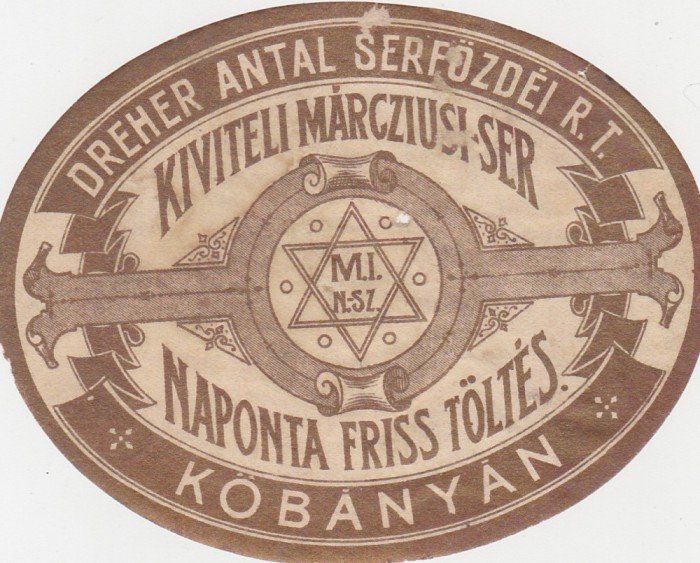 DREHER ANTAL SERFŐZDÉI R.T.
KIVITELI MÁRCZIUSI-SER
M.I.
N-SZ.
NAPONTA FRISS TÖLTÉS.
KŐBÁNYÁN